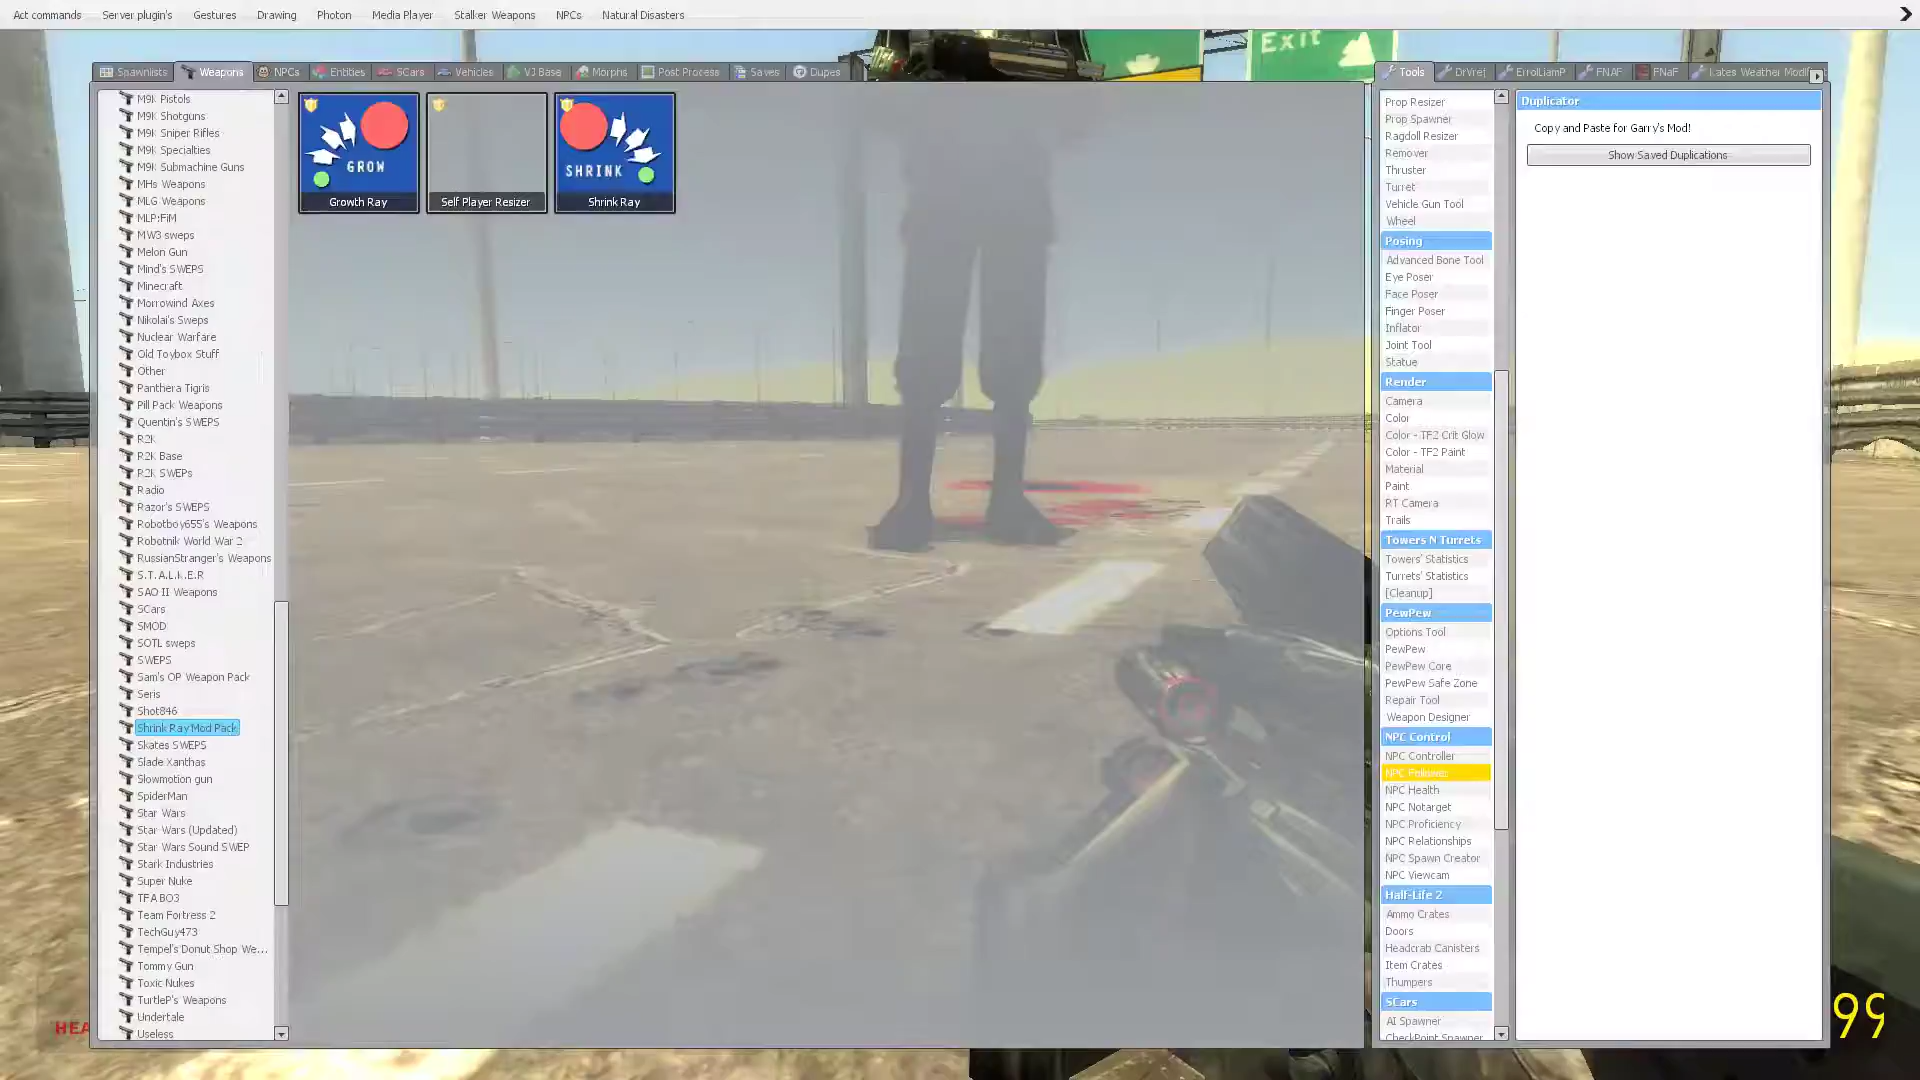 Act commands Server plugin's Gestures Drawing Photon Media Player Stalker Weapons NPCs Natural Disasters
Exit
Spawnlists Weapons NPCs Entities SCars Vehicles VJ Base Morphs Post Process Saves Dupes
M9K Pistols
M9K Shotguns
M9K Sniper Rifles
M9K Specialties
M9K Submachine Guns
MHs Weapons
MLG Weapons
MLP:FiM
MW3 sweps
Melon Gun
Mind's SWEPS
Minecraft
Morrowind Axes
Nikolai's Sweps
Nuclear Warfare
Old Toybox Stuff
Other
Panthera Tigris
Pill Pack Weapons
Quentin's SWEPS
R2K
R2K Base
R2K SWEPs
Radio
Razor's SWEPS
Robotboy655's Weapons
Robotnik World War 2
RussianStranger's Weapons
S.T.A.L.K.E.R
SAO II Weapons
SCars
SMOD
SOTL sweps
SWEPS
Sam's OP Weapon Pack
Seris
Shot846
Shrink Ray Mod Pack
Skates SWEPS
Slade Xanthas
Slowmotion gun
SpiderMan
Star Wars
Star Wars (Updated)
Star Wars Sound SWEP
Stark Industries
Super Nuke
TFA BO3
Team Fortress 2
TechGuy473
Tempel's Donut Shop We...
Tommy Gun
Toxic Nukes
TurtleP's Weapons
Undertale
Useless
GROW
Growth Ray
Self Player Resizer
SHRINK
Shrink Ray
Tools DrVrej ErrolLiamP FNAF FNaF Kates Weather Modifi
Prop Resizer
Prop Spawner
Ragdoll Resizer
Remover
Thruster
Turret
Vehicle Gun Tool
Wheel
Posing
Advanced Bone Tool
Eye Poser
Face Poser
Finger Poser
Inflator
Joint Tool
Statue
Render
Camera
Color
Color - TF2 Crit Glow
Color - TF2 Paint
Material
Paint
RT Camera
Trails
Towers N Turrets
Towers' Statistics
Turrets' Statistics
[Cleanup]
PewPew
Options Tool
PewPew
PewPew Core
PewPew Safe Zone
Repair Tool
Weapon Designer
NPC Control
NPC Controller
NPC Follower
NPC Health
NPC Notarget
NPC Proficiency
NPC Relationships
NPC Spawn Creator
NPC Viewcam
Half-Life 2
Ammo Crates
Doors
Headcrab Canisters
Item Crates
Thumpers
SCars
AI Spawner
CheckPoint Spawner
Duplicator
Copy and Paste for Garry's Mod!
Show Saved Duplications
HEA
99